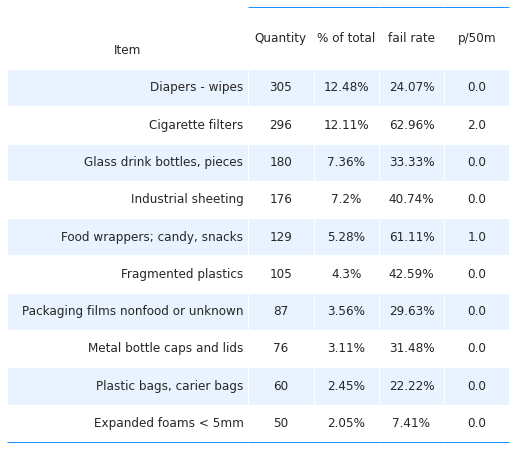 Item Quantity % of total fail rate p/50m
Diapers - wipes 305 12.48% 24.07% 0.0
Cigarette filters 296 12.11% 62.96% 2.0
Glass drink bottles, pieces 180 7.36% 33.33% 0.0
Industrial sheeting 176 7.2% 40.74% 0.0
Food wrappers; candy, snacks 129 5.28% 61.11% 1.0
Fragmented plastics 105 4.3% 42.59% 0.0
Packaging films nonfood or unknown 87 3.56% 29.63% 0.0
Metal bottle caps and lids 76 3.11% 31.48% 0.0
Plastic bags, carier bags 60 2.45% 22.22% 0.0
Expanded foams < 5mm 50 2.05% 7.41% 0.0